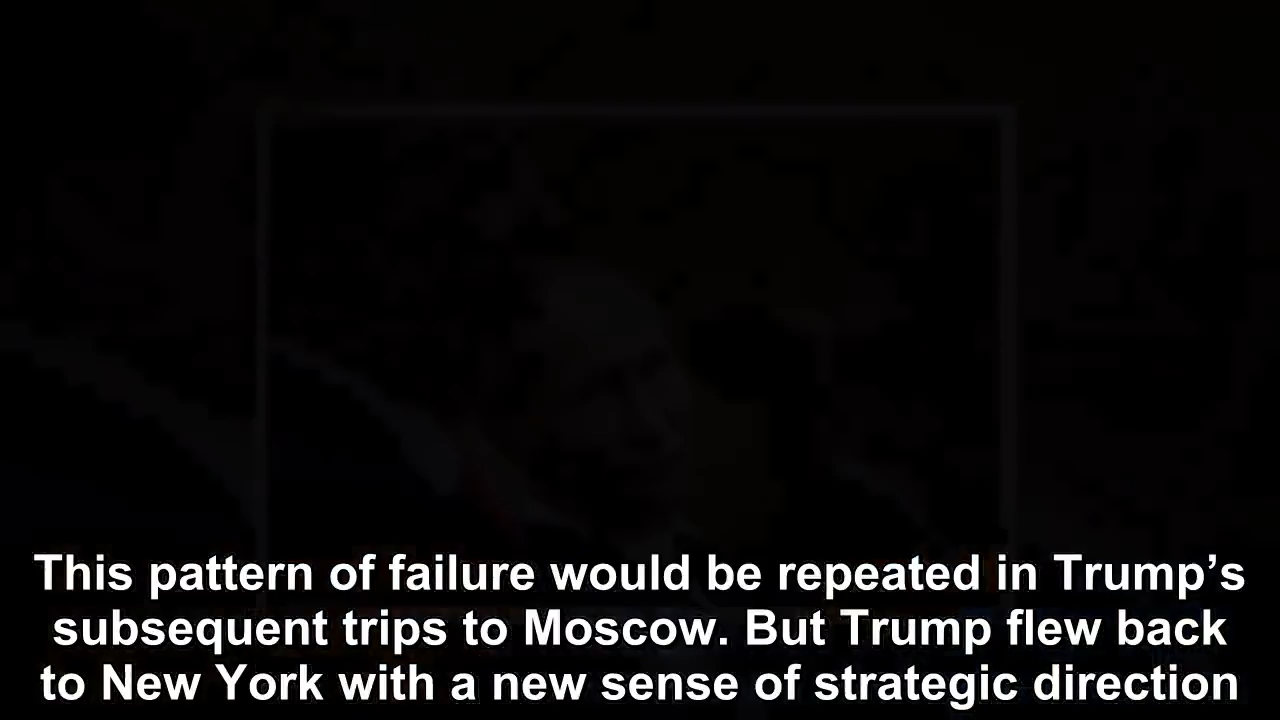 This pattern of failure would be repeated in Trump’s
subsequent trips to Moscow. But Trump flew back
to New York with a new sense of strategic direction